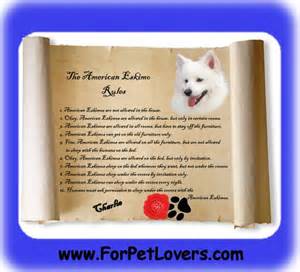 The American Eskimo
Rules
1. American Eskimos are not allowed in the house.
2. Okay, American Eskimos are allowed in the house, but only in certain rooms.
3. American Eskimos are allowed in all rooms, but have to stay off the furniture.
4. American Eskimos can get on the old furniture only.
5. Fine, American Eskimos are allowed on all the furniture, but are not allowed
to sleep with the humans on the bed.
6. Okay, American Eskimos are allowed on the bed, but only by invitation.
7. American Eskimos can sleep on the bed whenever they want, but not under the covers
8. American Eskimos can sleep under the covers by invitation only.
9. American Eskimos can sleep under the covers every night.
10. Humans must ask permission to sleep under the covers with the
American Eskimos.
Charlie
www.ForPetLovers.com